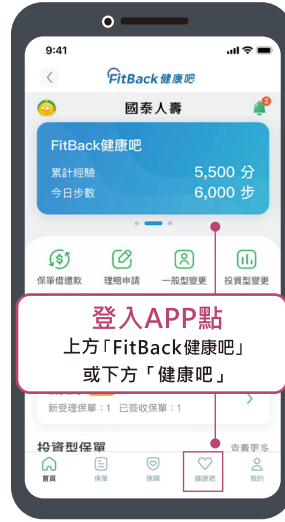 9:41
FitBack 健康吧
國泰人壽
2
FitBack健康吧
累計經驗 5,500 分
今日步數 6,000 步
保單借還款 理賠申請 一般型變更 投資型變更
登入APP點
上方「FitBack健康吧」
或下方「健康吧」
新受理保單:1 已簽收保單:1
投資型保單 查看更多
首頁 保單 保障 健康吧 我的